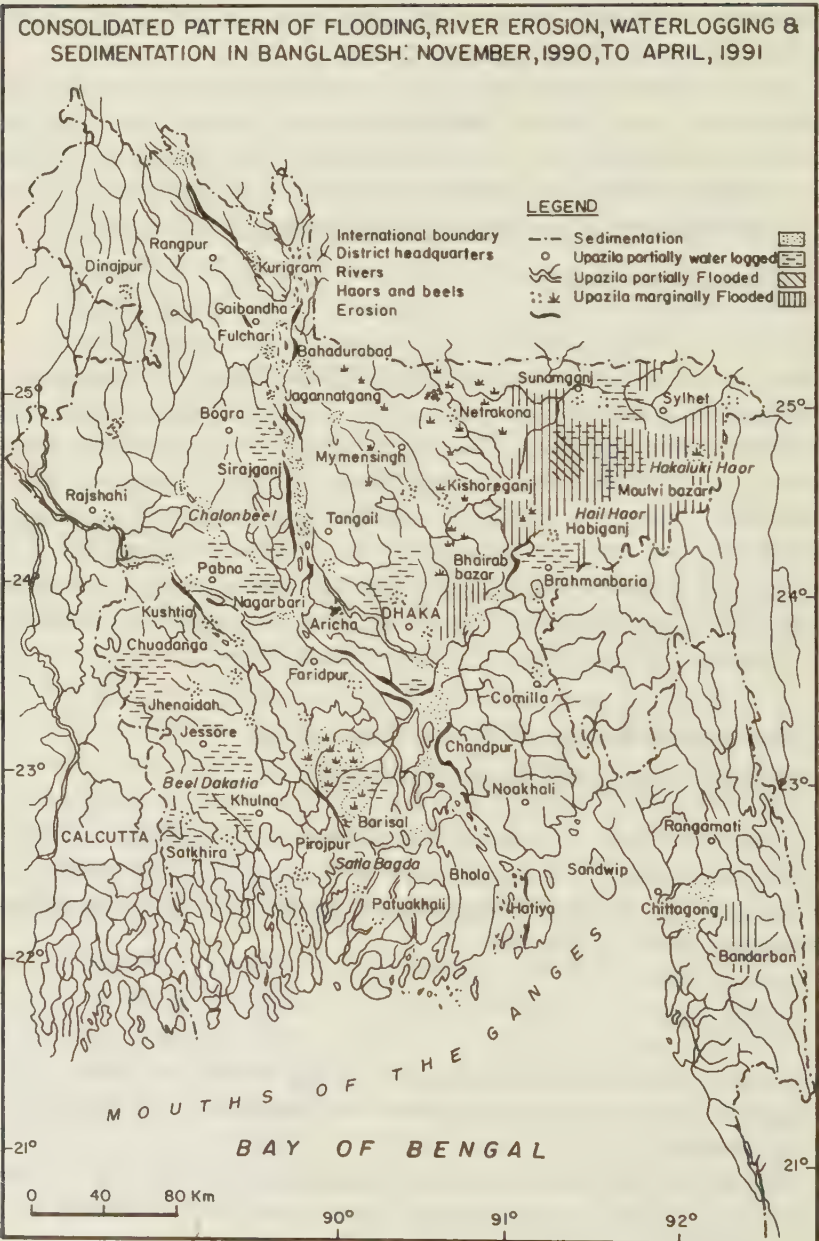 CONSOLIDATED PATTERN OF FLOODING, RIVER EROSION, WATERLOGGING &
SEDIMENTATION IN BANGLADESH: NOVEMBER, 1990, TO APRIL, 1991
LEGEND
International boundary
District headquarters
Rivers
Haors and beels
Erosion
Sedimentation
Upazila partially water logged
Upazila partially Flooded
Upazila marginally Flooded
Rangpur
Dinajpur
Kurigram
Gaibandha
Fulchari
Bahadurabad
25°
Jagannatgang
Sunamganj
Sylhet
25°
Netrakona
Bogra
Mymensingh
Sirajganj
Kishoreganj
Hakaluki Haor
Moulvi bazar
Rajshahi
Chalonbeel
Tangail
Hail Haor
Habiganj
24°
Pabna
Bhairab
bazar
Brahmanbaria
24°
Nagarbari
Kushtia
Aricha
DHAKA
Chuadanga
Faridpur
Comilla
Jhenaidah
Jessore
Chandpur
23°
Beel Dakatia
Khulna
Noakhali
23°
CALCUTTA
Barisal
Rangamati
Satkhira
Pirojpur
Satla Bagda
Bhola
Sandwip
Patuakhali
Hatiya
Chittagong
22°
Bandarban
22°
MOUTHS OF THE GANGES
21°
BAY OF BENGAL
21°
0 40 80 Km
90°
91°
92°